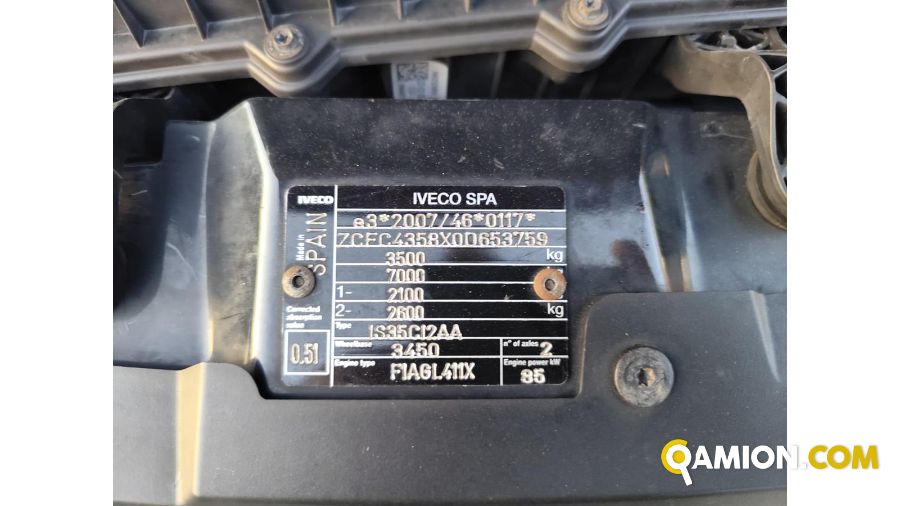 IVECO IVECO SPA
Made in
SPAIN
e3*2007/46*0117*
ZCFC4358X0D653759
3500 kg
7000 kg
1- 2100
2- 2600 kg
Corrected
absorption
value
0.51
Type IS35CI2AA
Wheelbase 3450 n° of axles 2
Engine type F1AGL411X Engine power kW 85
QAMION.COM